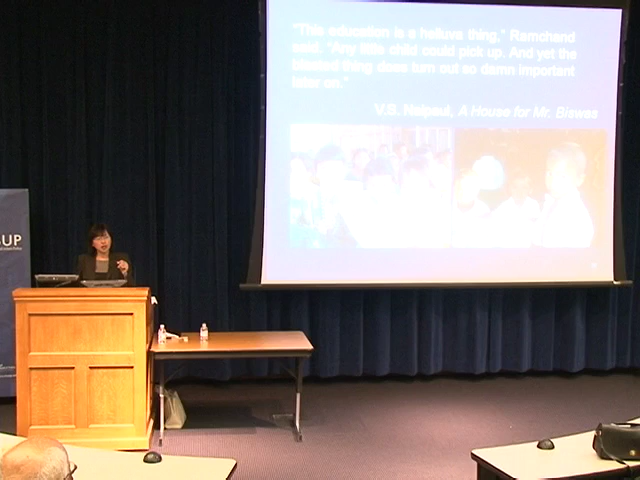 "This education is a helluva thing," Ramchand
said. "Any little child could pick up. And yet the
blasted thing does turn out so damn important
later on."
V.S. Naipaul, A House for Mr. Biswas
UP